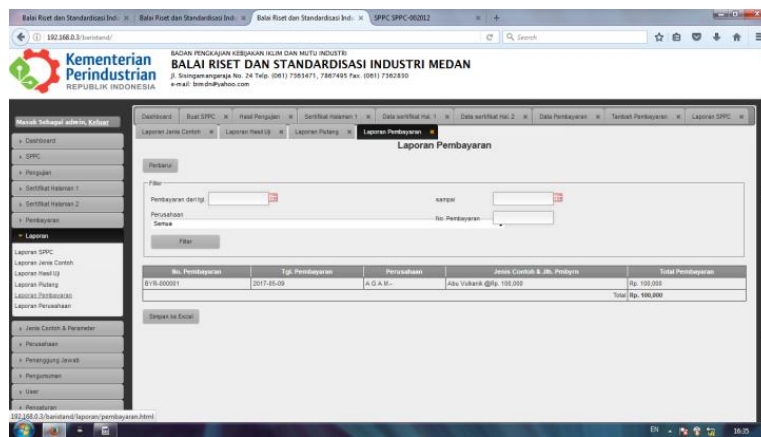 Balai Riset dan Standardisasi Indu
Balai Riset dan Standardisasi Indu
Balai Riset dan Standardisasi Indu
SPPC SPPC-002012
192.168.0.3/baristand/
Search
Kementerian
Perindustrian
REPUBLIK INDONESIA
BADAN PENGKAJIAN KEBIJAKAN IKLIM DAN MUTU INDUSTRI
BALAI RISET DAN STANDARDISASI INDUSTRI MEDAN
Jl. Sisingamangaraja No. 24 Telp. (061) 7363471, 7867495 Fax. (061) 7362830
e-mail: bimdn@yahoo.com
Masuk Sebagai admin, Keluar
Dashboard
SPPC
Pengujian
Sertifikat Halaman 1
Sertifikat Halaman 2
Pembayaran
Laporan
Laporan SPPC
Laporan Jenis Contoh
Laporan Hasil Uji
Laporan Piutang
Laporan Pembayaran
Laporan Perusahaan
Jenis Contoh & Parameter
Perusahaan
Penanggung Jawab
Pengumuman
User
Pengaturan
Dashboard
Buat SPPC
Hasil Pengujian
Sertifikat Halaman 1
Data sertifikat Hal. 1
Data sertifikat Hal. 2
Data Pembayaran
Tambah Pembayaran
Laporan SPPC
Laporan Jenis Contoh
Laporan Hasil Uji
Laporan Piutang
Laporan Pembayaran
Laporan Pembayaran
Perbarui
Filter
Pembayaran dari tgl.
sampai
Perusahaan
Semua
No. Pembayaran
Filter
No. Pembayaran Tgl. Pembayaran Perusahaan Jenis Contoh & Jlh. Pmbyrn Total Pembayaran
BYR-000001 2017-05-09 A G A M.- Abu Vulkanik @Rp. 100,000 Rp. 100,000
Total Rp. 100,000
Simpan ke Excel
192.168.0.3/baristand/laporan/pembayaran.html
EN
16:35